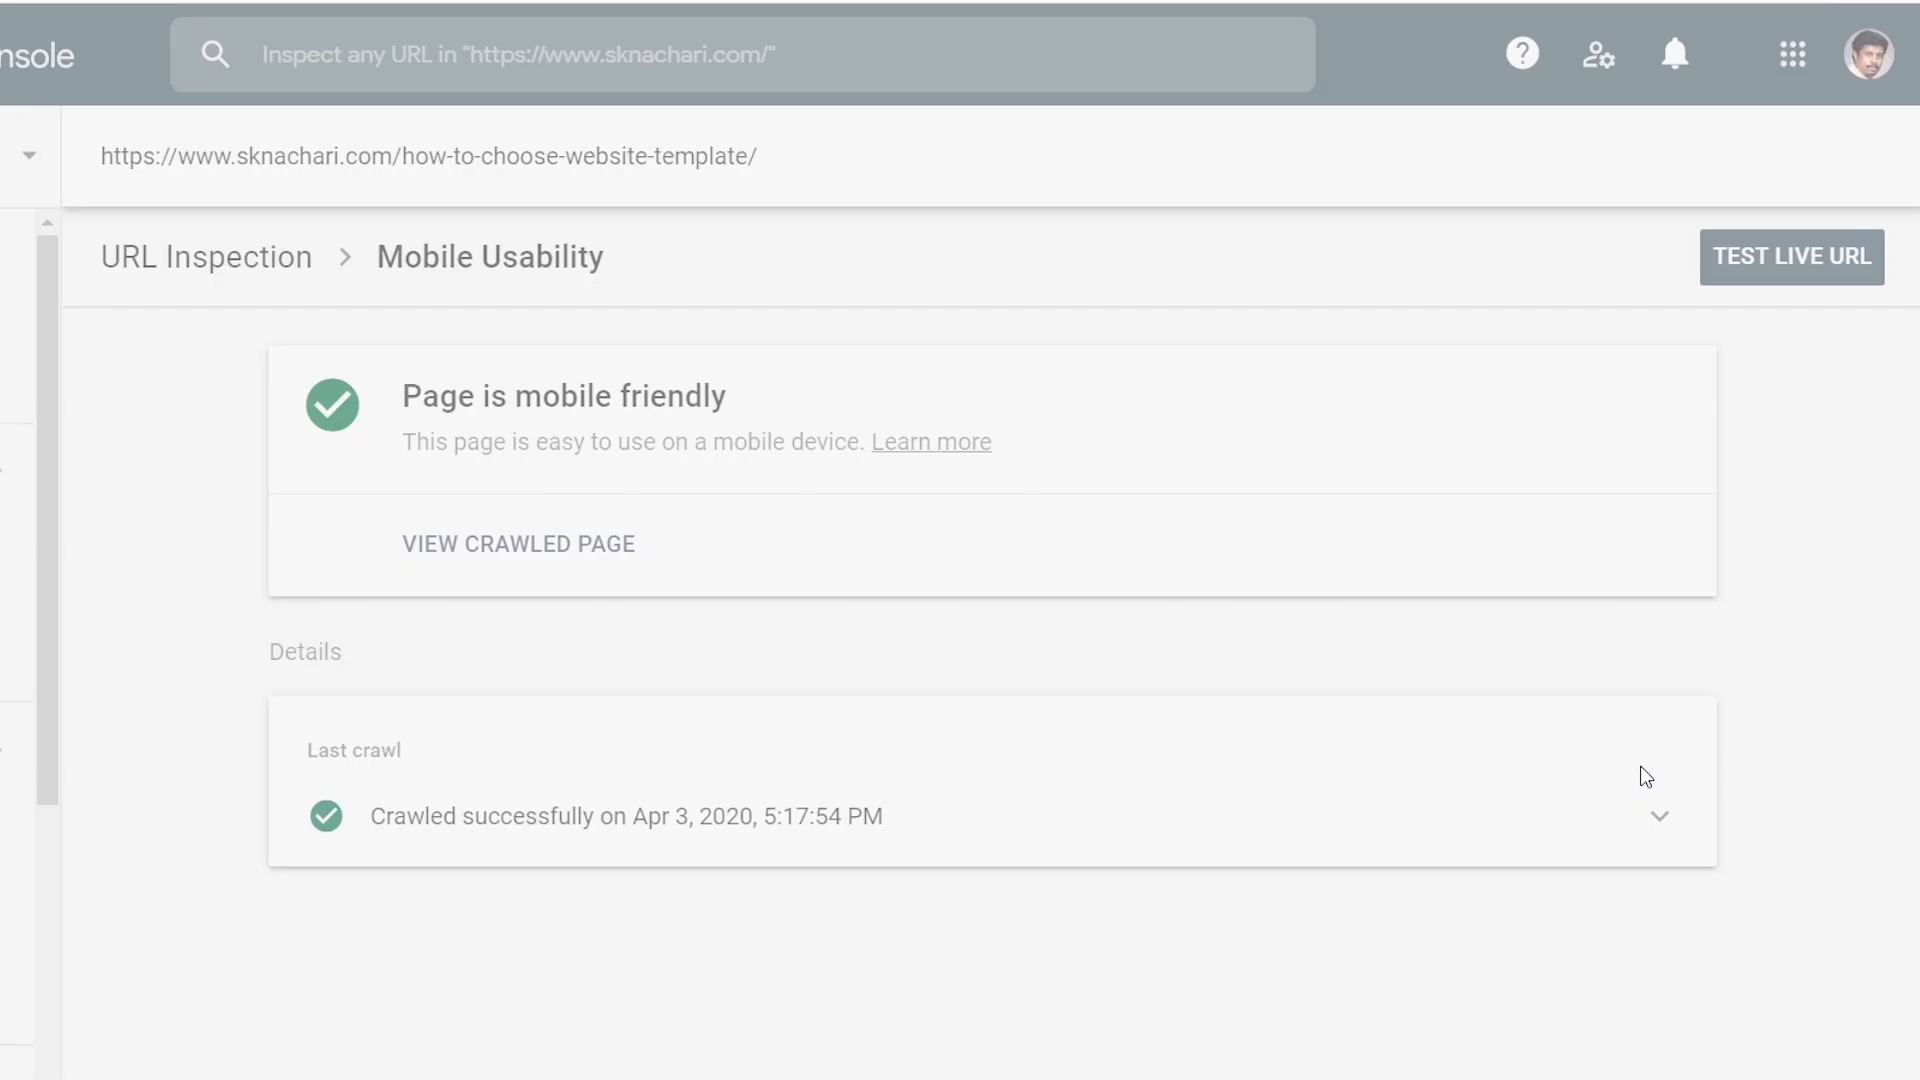 nsole
Inspect any URL in "https://www.sknachari.com/"
https://www.sknachari.com/how-to-choose-website-template/
URL Inspection > Mobile Usability
TEST LIVE URL
Page is mobile friendly
This page is easy to use on a mobile device. Learn more
VIEW CRAWLED PAGE
Details
Last crawl
Crawled successfully on Apr 3, 2020, 5:17:54 PM